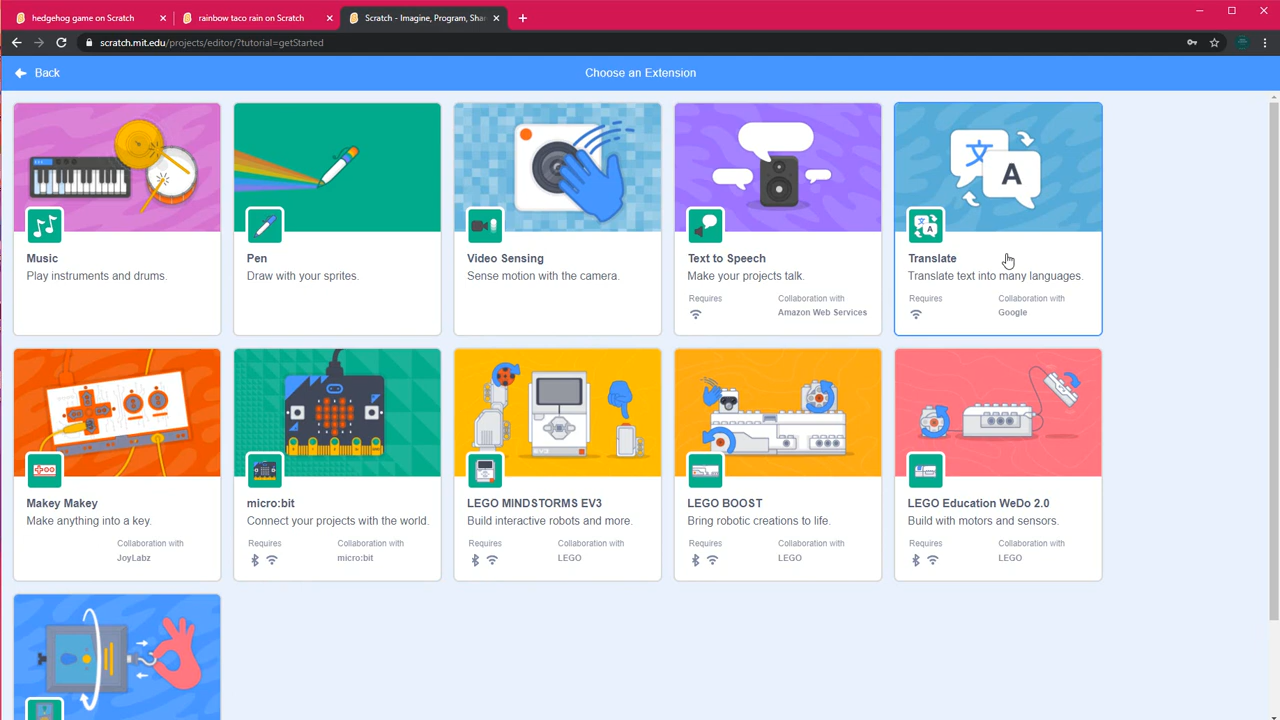 hedgehog game on Scratch
rainbow taco rain on Scratch
Scratch - Imagine, Program, Shar
scratch.mit.edu/projects/editor/?tutorial=getStarted
Back
Choose an Extension
文
A
文
A
Music
Play instruments and drums.
Pen
Draw with your sprites.
Video Sensing
Sense motion with the camera.
Text to Speech
Make your projects talk.
Requires
Collaboration with
Amazon Web Services
Translate
Translate text into many languages.
Requires
Collaboration with
Google
EV3
Makey Makey
Make anything into a key.
Collaboration with
JoyLabz
micro:bit
Connect your projects with the world.
Requires
Collaboration with
micro:bit
LEGO MINDSTORMS EV3
Build interactive robots and more.
Requires
Collaboration with
LEGO
LEGO BOOST
Bring robotic creations to life.
Requires
Collaboration with
LEGO
LEGO Education WeDo 2.0
Build with motors and sensors.
Requires
Collaboration with
LEGO